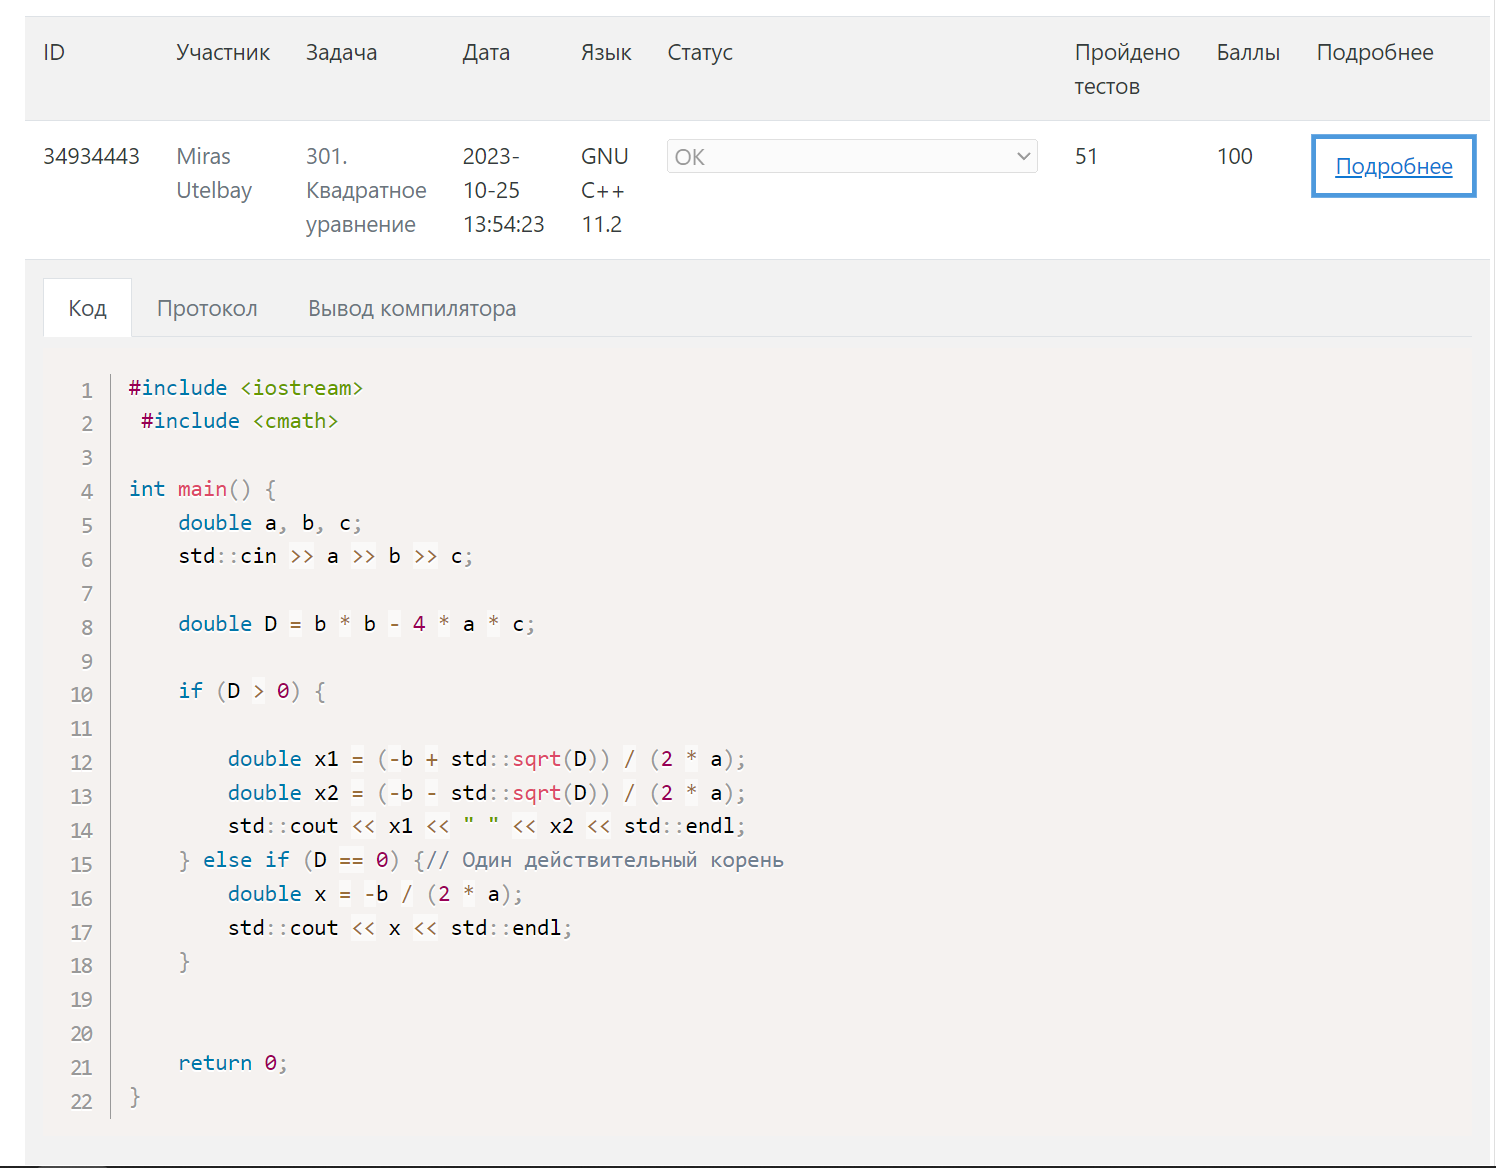 ID Участник Задача Дата Язык Статус Пройдено тестов Баллы Подробнее
34934443 Miras Utelbay 301. Квадратное уравнение 2023-10-25 13:54:23 GNU C++ 11.2 OK 51 100 Подробнее
Код Протокол Вывод компилятора
1 #include <iostream>
2 #include <cmath>
3
4 int main() {
5 double a, b, c;
6 std::cin >> a >> b >> c;
7
8 double D = b * b - 4 * a * c;
9
10 if (D > 0) {
11
12 double x1 = (-b + std::sqrt(D)) / (2 * a);
13 double x2 = (-b - std::sqrt(D)) / (2 * a);
14 std::cout << x1 << " " << x2 << std::endl;
15 } else if (D == 0) {// Один действительный корень
16 double x = -b / (2 * a);
17 std::cout << x << std::endl;
18 }
19
20
21 return 0;
22 }